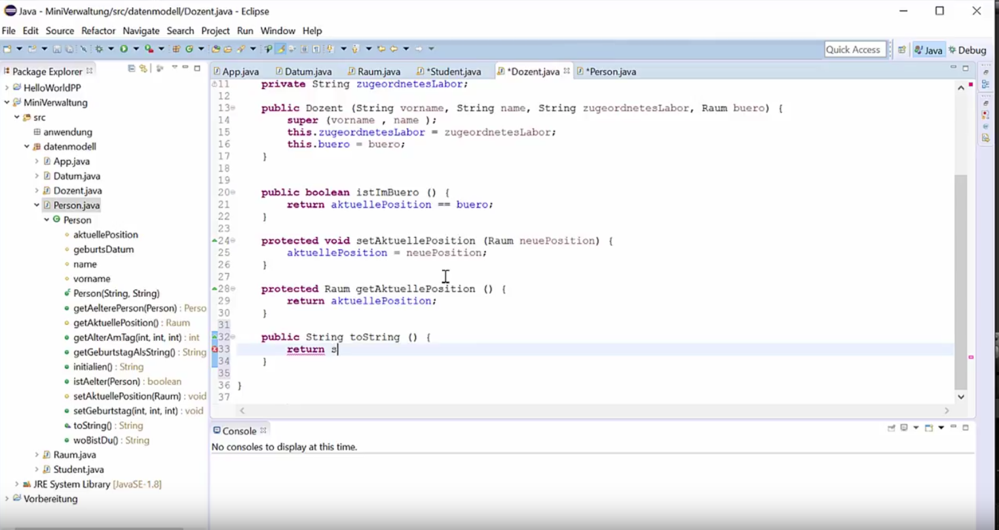 Java - MiniVerwaltung/src/datenmodell/Dozent.java - Eclipse
File Edit Source Refactor Navigate Search Project Run Window Help
Quick Access Java Debug
Package Explorer
HelloWorldPP
MiniVerwaltung
src
anwendung
datenmodell
App.java
Datum.java
Dozent.java
Person.java
Person
aktuellePosition
geburtsDatum
name
vorname
Person(String, String)
getAelterePerson(Person) : Perso
getAktuellePosition() : Raum
getAlterAmTag(int, int, int) : int
getGeburtstagAlsString() : String
initialien() : String
istAelter(Person) : boolean
setAktuellePosition(Raum) : void
setGeburtstag(int, int, int) : void
toString() : String
woBistDu() : String
Raum.java
Student.java
JRE System Library [JavaSE-1.8]
Vorbereitung
App.java Datum.java Raum.java *Student.java *Dozent.java *Person.java
11 private String zugeordnetesLabor;
12
13 public Dozent (String vorname, String name, String zugeordnetesLabor, Raum buero) {
14 super (vorname , name );
15 this.zugeordnetesLabor = zugeordnetesLabor;
16 this.buero = buero;
17 }
18
19
20 public boolean istImBuero () {
21 return aktuellePosition == buero;
22 }
23
24 protected void setAktuellePosition (Raum neuePosition) {
25 aktuellePosition = neuePosition;
26 }
27
28 protected Raum getAktuellePosition () {
29 return aktuellePosition;
30 }
31
32 public String toString () {
33 return s
34 }
35
36 }
37
Console
No consoles to display at this time.